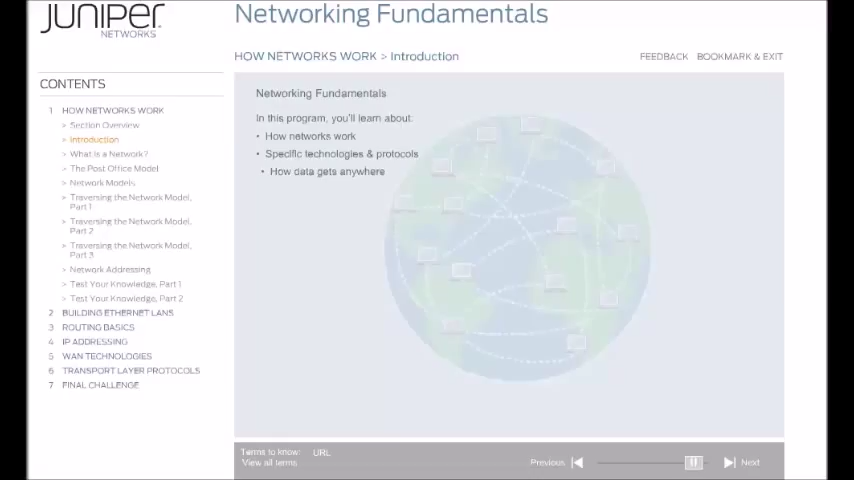 JUNIPER
NETWORKS
Networking Fundamentals
HOW NETWORKS WORK > Introduction
FEEDBACK BOOKMARK & EXIT
CONTENTS
1 HOW NETWORKS WORK
> Section Overview
> Introduction
> What Is a Network?
> The Post Office Model
> Network Models
> Traversing the Network Model,
Part 1
> Traversing the Network Model,
Part 2
> Traversing the Network Model,
Part 3
> Network Addressing
> Test Your Knowledge, Part 1
> Test Your Knowledge, Part 2
2 BUILDING ETHERNET LANS
3 ROUTING BASICS
4 IP ADDRESSING
5 WAN TECHNOLOGIES
6 TRANSPORT LAYER PROTOCOLS
7 FINAL CHALLENGE
Networking Fundamentals
In this program, you'll learn about:
• How networks work
• Specific technologies & protocols
• How data gets anywhere
Terms to know: URL
View all terms
Previous Next